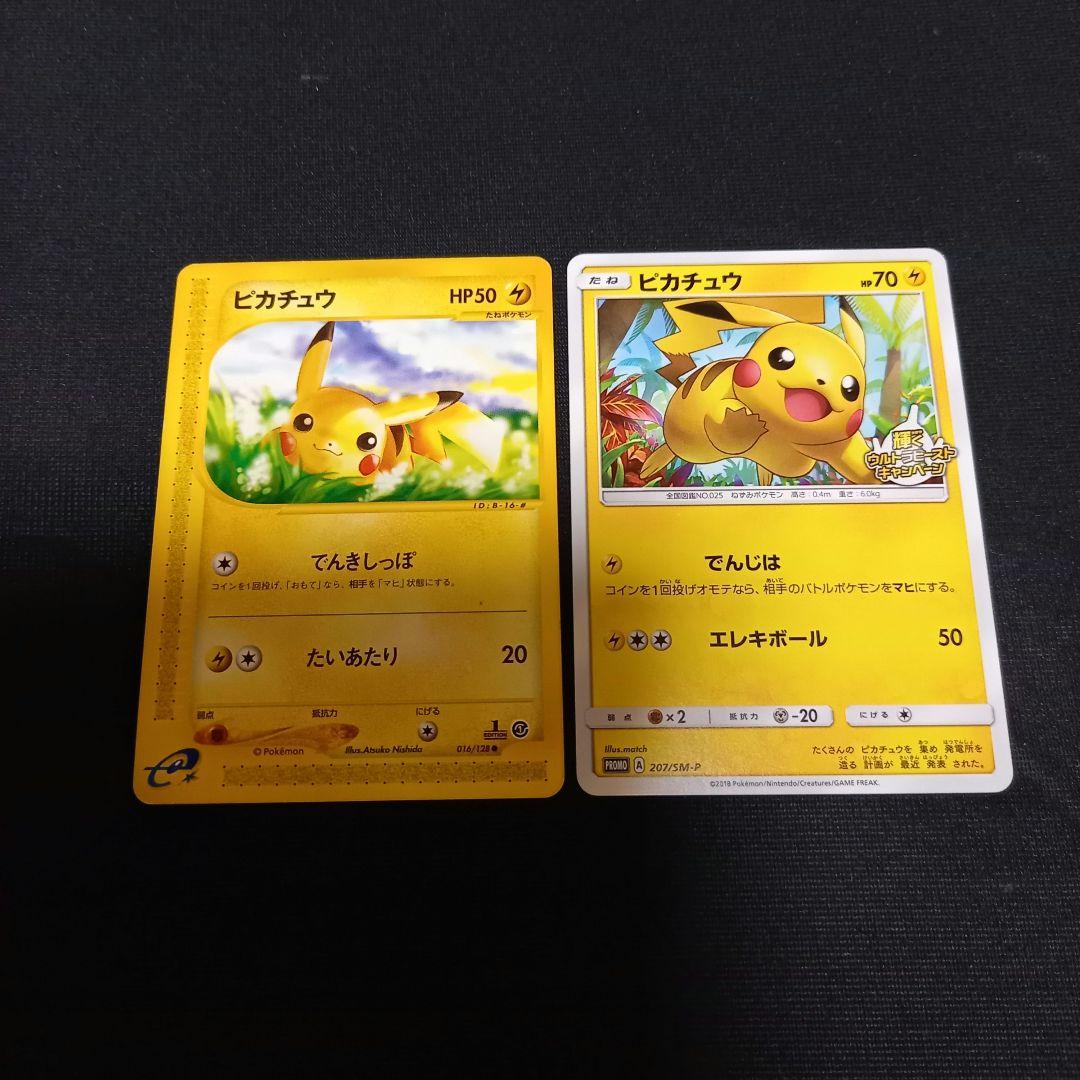 ピカチュウ
HP50
たねポケモン
ID:B-16-#
でんきしっぽ
コインを1回投げ、「おもて」なら、相手を「マヒ」状態にする。
たいあたり
20
弱点
抵抗力
にげる
1
EDITION
©Pokémon
Illus.Atsuko Nishida
016/128
e
たね
ピカチュウ
HP70
輝く
ウルトラビースト
キャンペーン
全国図鑑NO.025 ねずみポケモン 高さ:0.4m 重さ:6.0kg
でんじは
コインを1回投げオモテなら、相手のバトルポケモンをマヒにする。
エレキボール
50
弱点
×2
抵抗力
-20
にげる
Illus.match
PROMO A 207/SM-P
たくさんの ピカチュウを 集め 発電所を
造る 計画が 最近 発表 された。
©2018 Pokémon/Nintendo/Creatures/GAME FREAK.